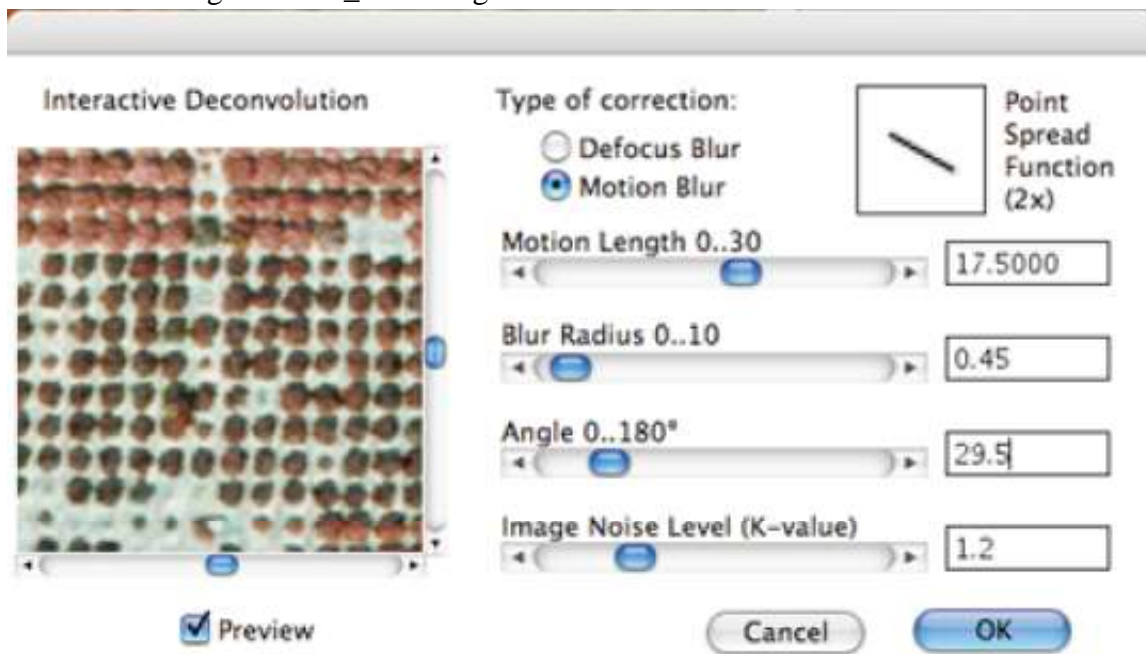 Interactive Deconvolution
Type of correction:
Defocus Blur
Motion Blur
Point
Spread
Function
(2x)
Motion Length 0..30
17.5000
Blur Radius 0..10
0.45
Angle 0..180°
29.5
Image Noise Level (K-value)
1.2
Preview
Cancel
OK